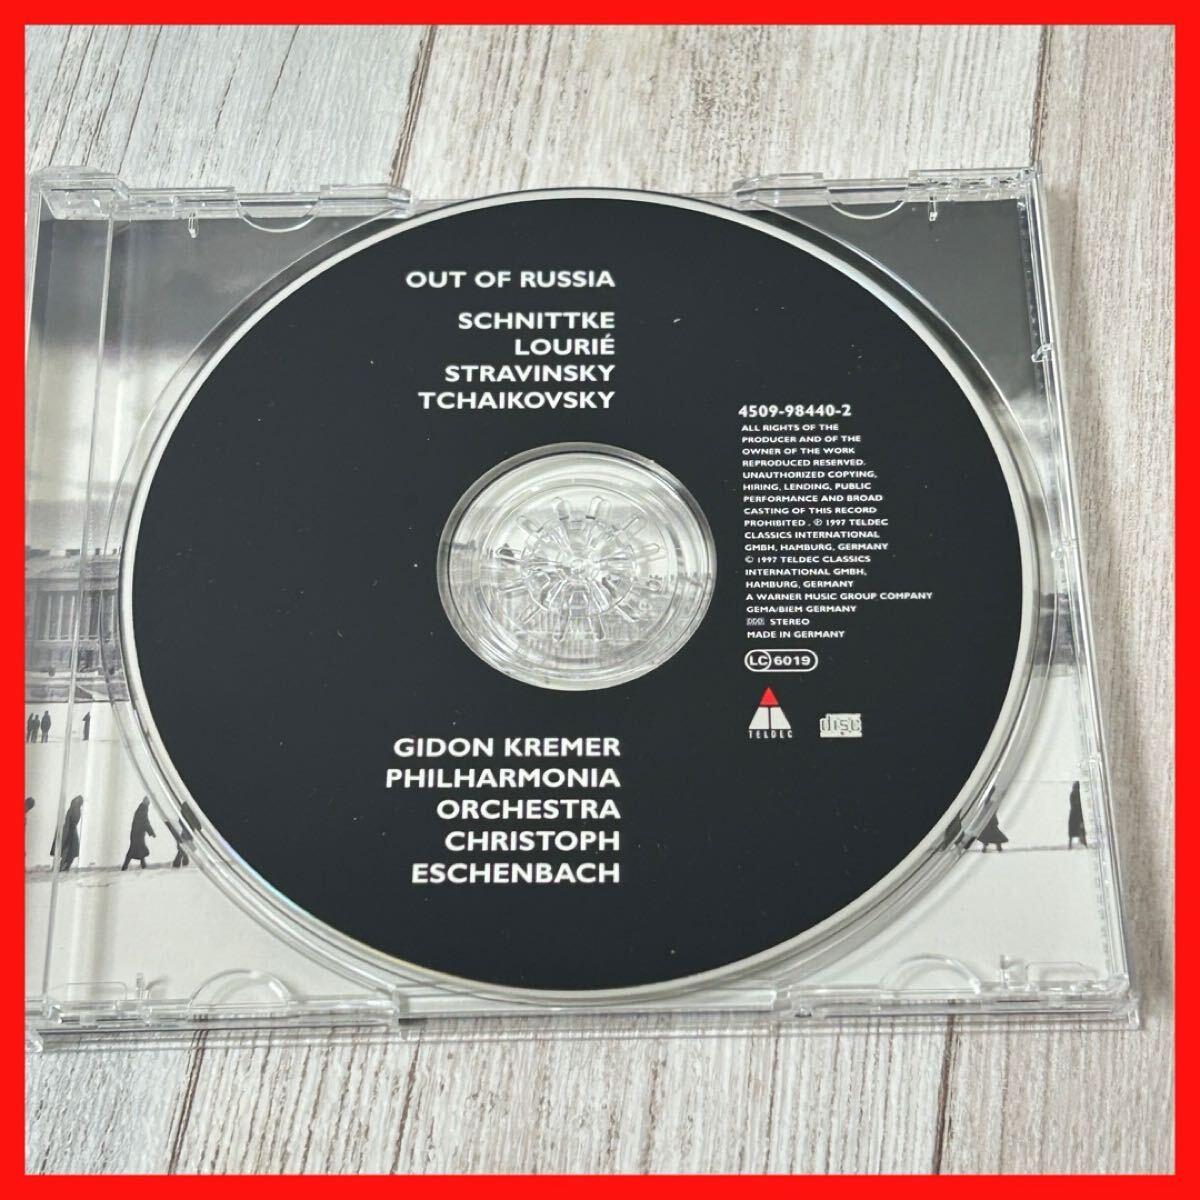 OUT OF RUSSIA
SCHNITTKE
LOURIÉ
STRAVINSKY
TCHAIKOVSKY
4509-98440-2
ALL RIGHTS OF THE
PRODUCER AND OF THE
OWNER OF THE WORK
REPRODUCED RESERVED.
UNAUTHORIZED COPYING,
HIRING, LENDING, PUBLIC
PERFORMANCE AND BROAD
CASTING OF THIS RECORD
PROHIBITED . ℗ 1997 TELDEC
CLASSICS INTERNATIONAL
GMBH, HAMBURG, GERMANY
© 1997 TELDEC CLASSICS
INTERNATIONAL GMBH,
HAMBURG, GERMANY
A WARNER MUSIC GROUP COMPANY
GEMA/BIEM GERMANY
DDD STEREO
MADE IN GERMANY
LC 6019
TELDEC
disc
GIDON KREMER
PHILHARMONIA
ORCHESTRA
CHRISTOPH
ESCHENBACH